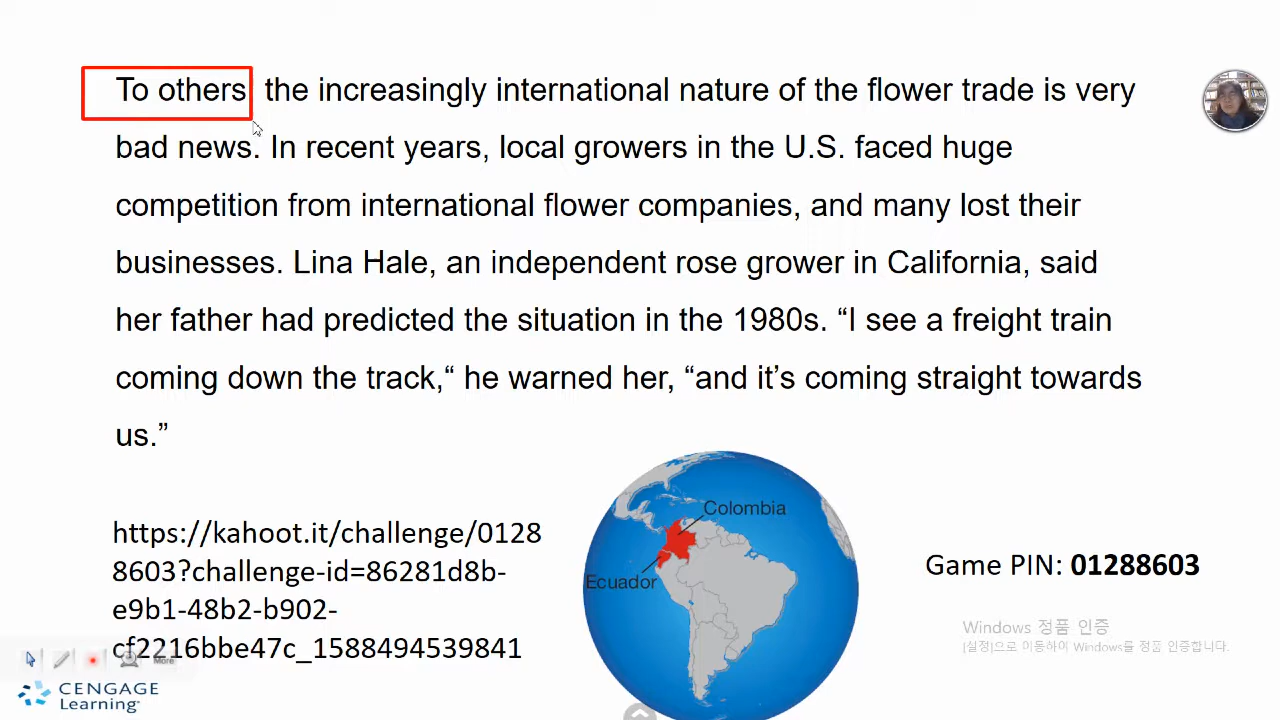 To others the increasingly international nature of the flower trade is very
bad news. In recent years, local growers in the U.S. faced huge
competition from international flower companies, and many lost their
businesses. Lina Hale, an independent rose grower in California, said
her father had predicted the situation in the 1980s. “I see a freight train
coming down the track,“ he warned her, “and it’s coming straight towards
us.”
Colombia
Ecuador
https://kahoot.it/challenge/0128
8603?challenge-id=86281d8b-
e9b1-48b2-b902-
cf2216bbe47c_1588494539841
Game PIN: 01288603
Windows 정품 인증
[설정]으로 이동하여 Windows를 정품 인증합니다.
More
CENGAGE
Learning